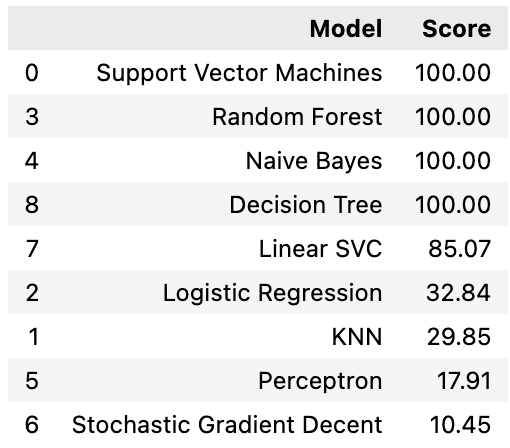 Model Score
0 Support Vector Machines 100.00
3 Random Forest 100.00
4 Naive Bayes 100.00
8 Decision Tree 100.00
7 Linear SVC 85.07
2 Logistic Regression 32.84
1 KNN 29.85
5 Perceptron 17.91
6 Stochastic Gradient Decent 10.45